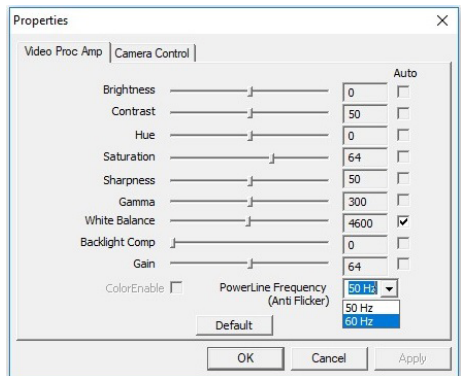 Properties
Video Proc Amp Camera Control
Auto
Brightness 0
Contrast 50
Hue 0
Saturation 64
Sharpness 50
Gamma 300
White Balance 4600
Backlight Comp 0
Gain 64
ColorEnable PowerLine Frequency 50 Hz
(Anti Flicker)
50 Hz
60 Hz
Default
OK Cancel Apply